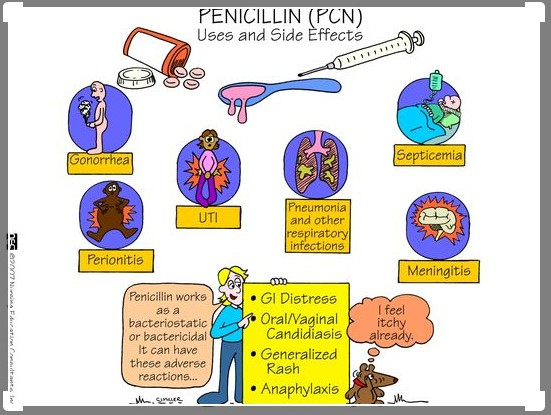 PENICILLIN (PCN)
Uses and Side Effects
Gonorrhea
Septicemia
UTI
Pneumonia
and other
respiratory
infections
Perionitis
Meningitis
Penicillin works
as a
bacteriostatic
or bactericidal
It can have
these adverse
reactions...
• GI Distress
• Oral/Vaginal
Candidiasis
• Generalized
Rash
• Anaphylaxis
I feel
itchy
already.
©2007 Nursing Education Consultants, Inc